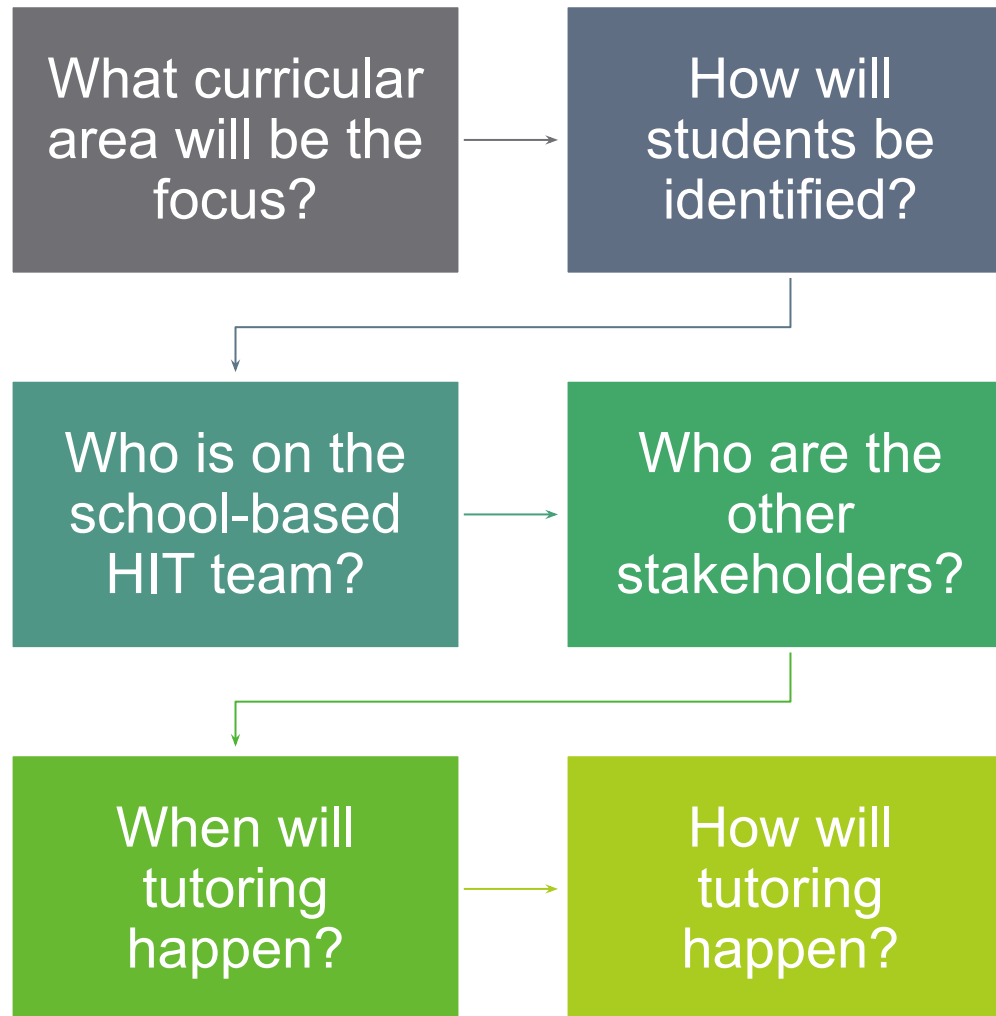 What curricular
area will be the
focus?
How will
students be
identified?
Who is on the
school-based
HIT team?
Who are the
other
stakeholders?
When will
tutoring
happen?
How will
tutoring
happen?